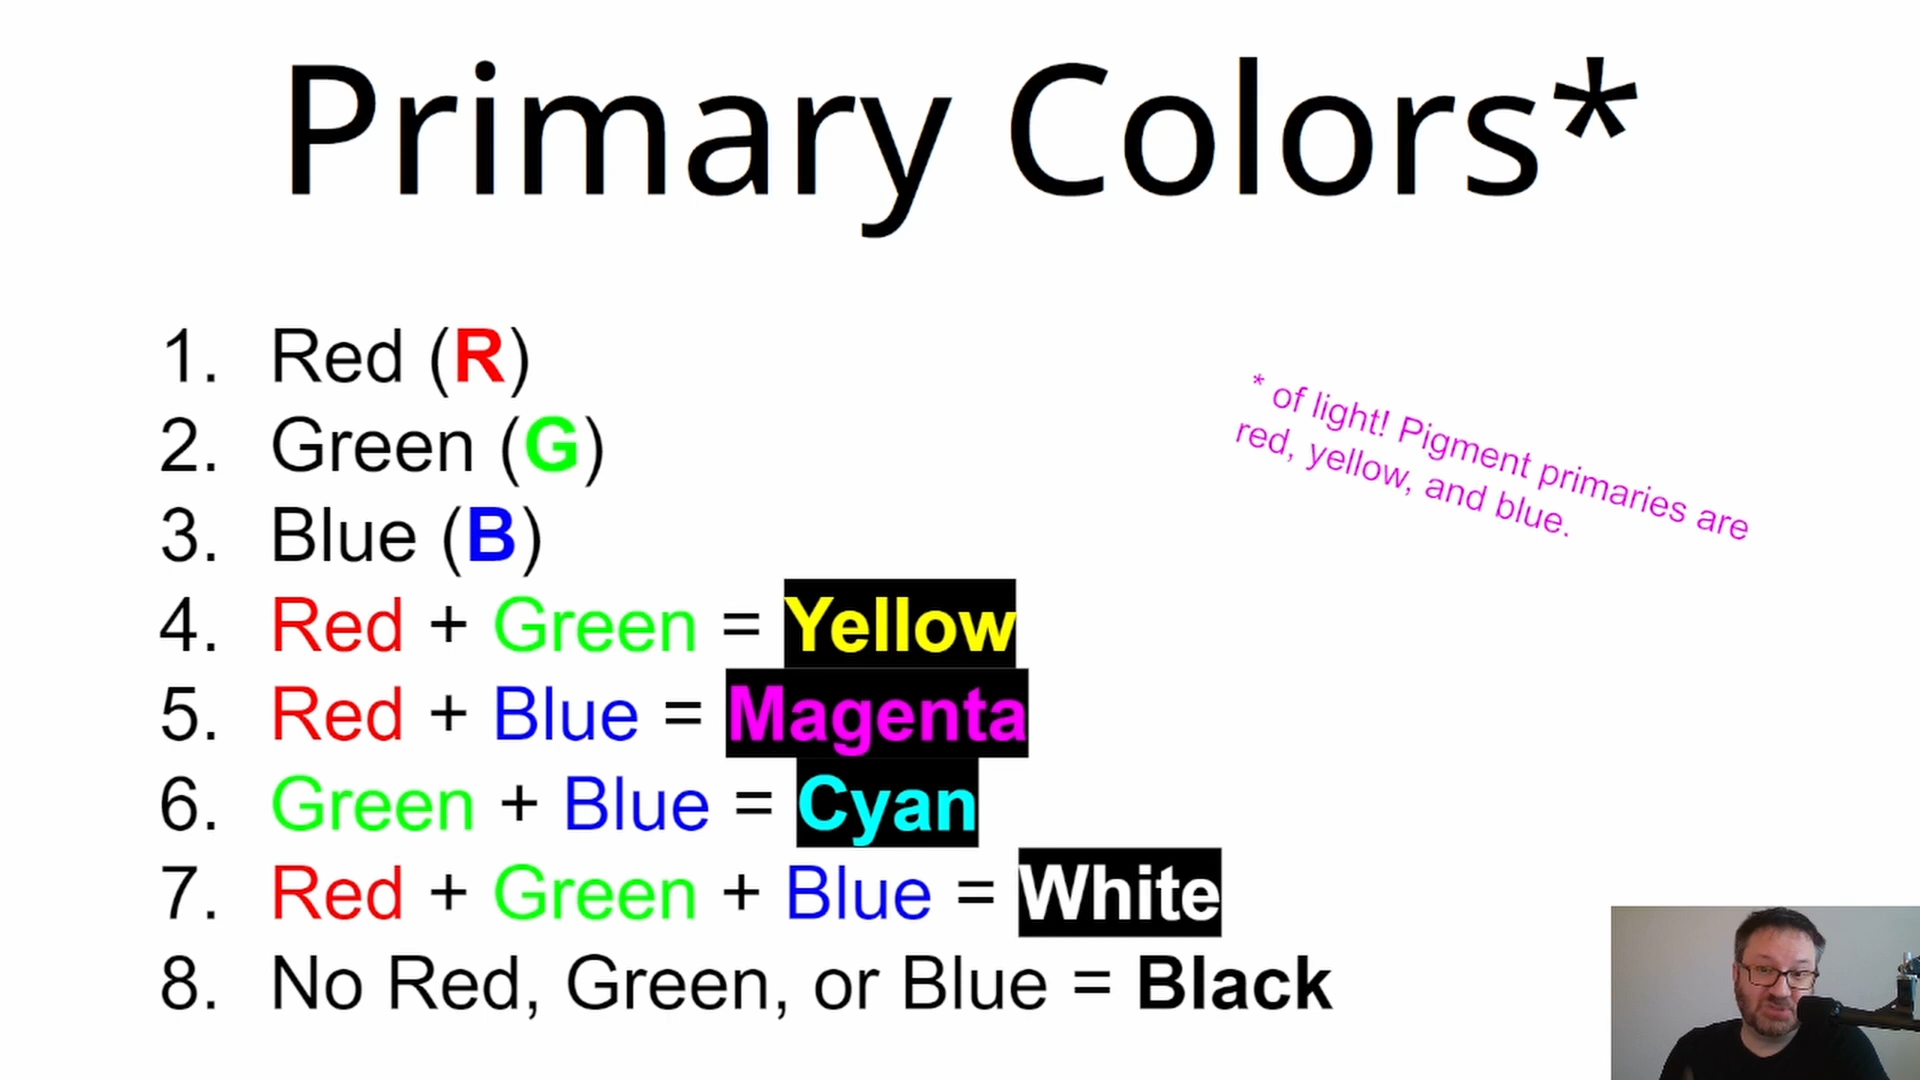 Primary Colors*
1. Red (R)
2. Green (G)
3. Blue (B)
4. Red + Green = Yellow
5. Red + Blue = Magenta
6. Green + Blue = Cyan
7. Red + Green + Blue = White
8. No Red, Green, or Blue = Black
* of light! Pigment primaries are
red, yellow, and blue.